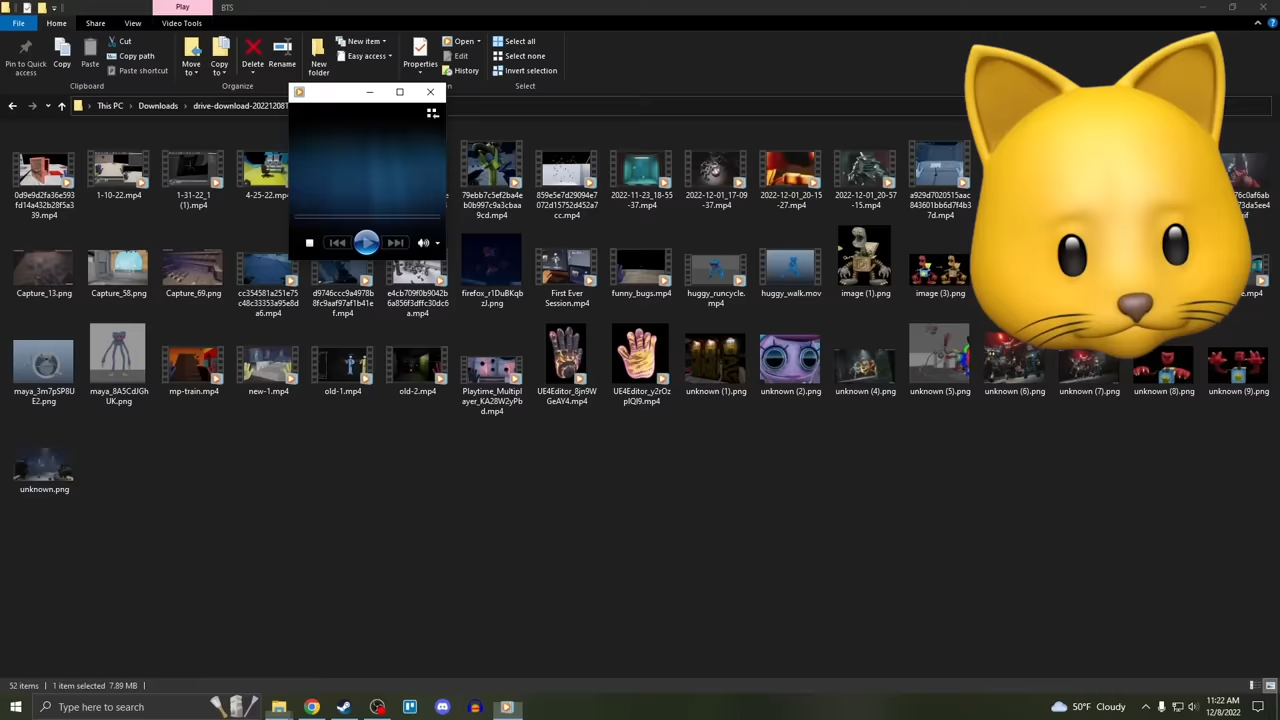 Play
BTS
File
Home
Share
View
Video Tools
Pin to Quick
access
Copy
Paste
Cut
Copy path
Paste shortcut
Clipboard
Move
to
Copy
to
Delete
Rename
Organize
New
folder
New item
Easy access
Properties
Open
Edit
History
Select all
Select none
Invert selection
Select
This PC
Downloads
drive-download-20221208T
1-10-22.mp4
1-31-22_1
(1).mp4
4-25-22.mp4
2022-11-23_18-55
-37.mp4
2022-12-01_17-09
-37.mp4
2022-12-01_20-15
-27.mp4
2022-12-01_20-57
-15.mp4
Capture_13.png
Capture_58.png
Capture_69.png
First Ever
Session.mp4
funny_bugs.mp4
huggy_runcycle.
mp4
huggy_walk.mov
image (1).png
image (3).png
mp-train.mp4
new-1.mp4
old-1.mp4
old-2.mp4
unknown (1).png
unknown (2).png
unknown (4).png
unknown (5).png
unknown (6).png
unknown (7).png
unknown (8).png
unknown (9).png
unknown.png
52 items
1 item selected 7.89 MB
Type here to search
50°F Cloudy
11:22 AM
12/8/2022